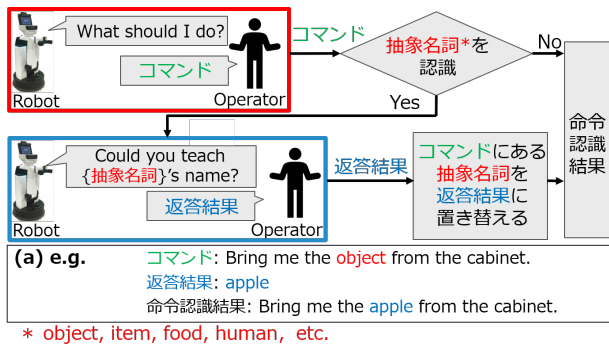 What should I do?
コマンド
Robot
Operator
コマンド
抽象名詞*を
認識
No
Yes
命令
認識
結果
Could you teach
{抽象名詞}'s name?
返答結果
Robot
Operator
返答結果
コマンドにある
抽象名詞を
返答結果に
置き替える
(a) e.g.
コマンド: Bring me the object from the cabinet.
返答結果: apple
命令認識結果: Bring me the apple from the cabinet.
* object, item, food, human, etc.